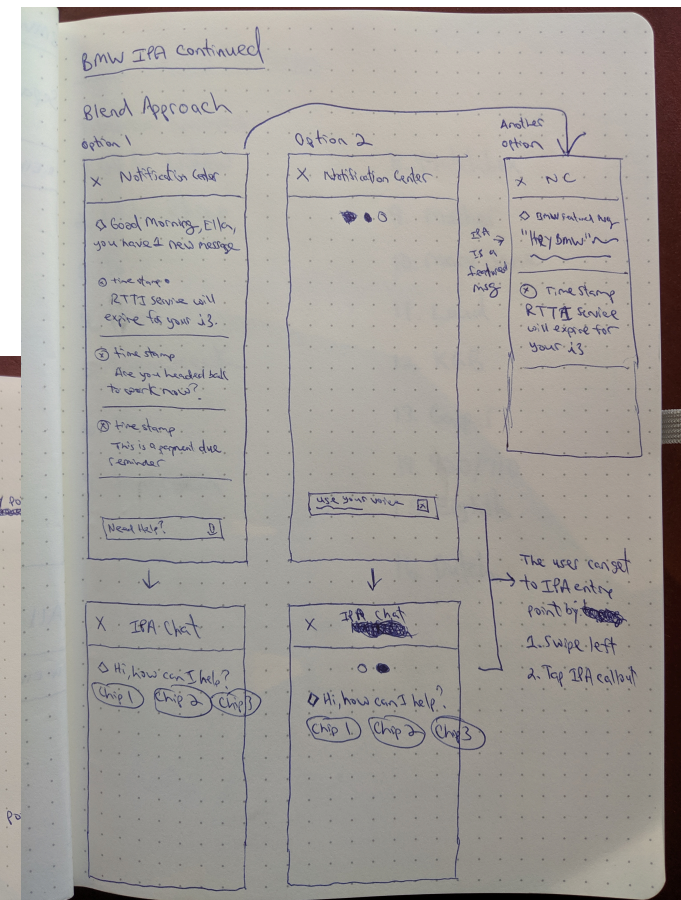 BMW IPA continued
Blend Approach
Option 1
X Notification Center
Good Morning, Ellen,
you have 1 new message
time stamp
RTTI service will
expire for your i3.
time stamp
Are you headed back
to work now?
time stamp
This is a payment due
reminder
Need Help?
X IPA Chat
Hi, how can I help?
Chip 1 Chip 2 Chip 3
Option 2
X Notification Center
use your voice
X IPA Chat
Hi, how can I help?
Chip 1 Chip 2 Chip 3
Another
option
IPA
is a
featured
msg
X NC
"Hey BMW"
Time stamp
RTTI service
will expire for
your i3
The user can get
to IPA entry
point by
1. Swipe left
2. Tap IPA callout